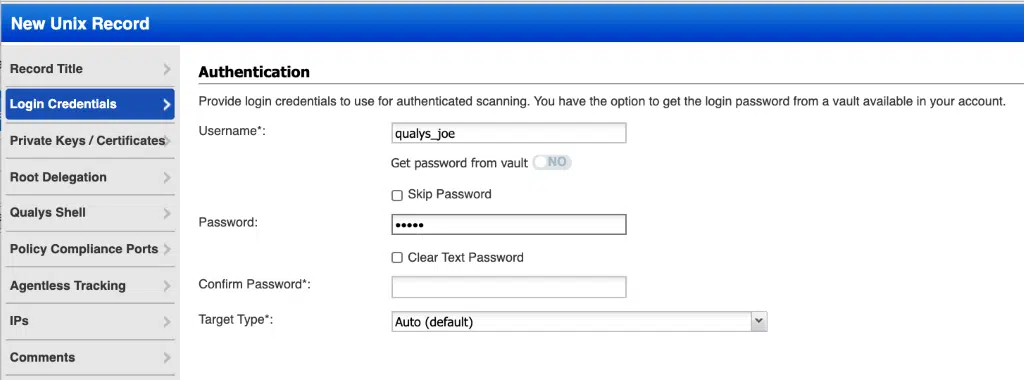 New Unix Record
Record Title
Login Credentials
Private Keys / Certificates
Root Delegation
Qualys Shell
Policy Compliance Ports
Agentless Tracking
IPs
Comments
Authentication
Provide login credentials to use for authenticated scanning. You have the option to get the login password from a vault available in your account.
Username*: qualys_joe
Get password from vault NO
Skip Password
Password: •••••
Clear Text Password
Confirm Password*:
Target Type*: Auto (default)